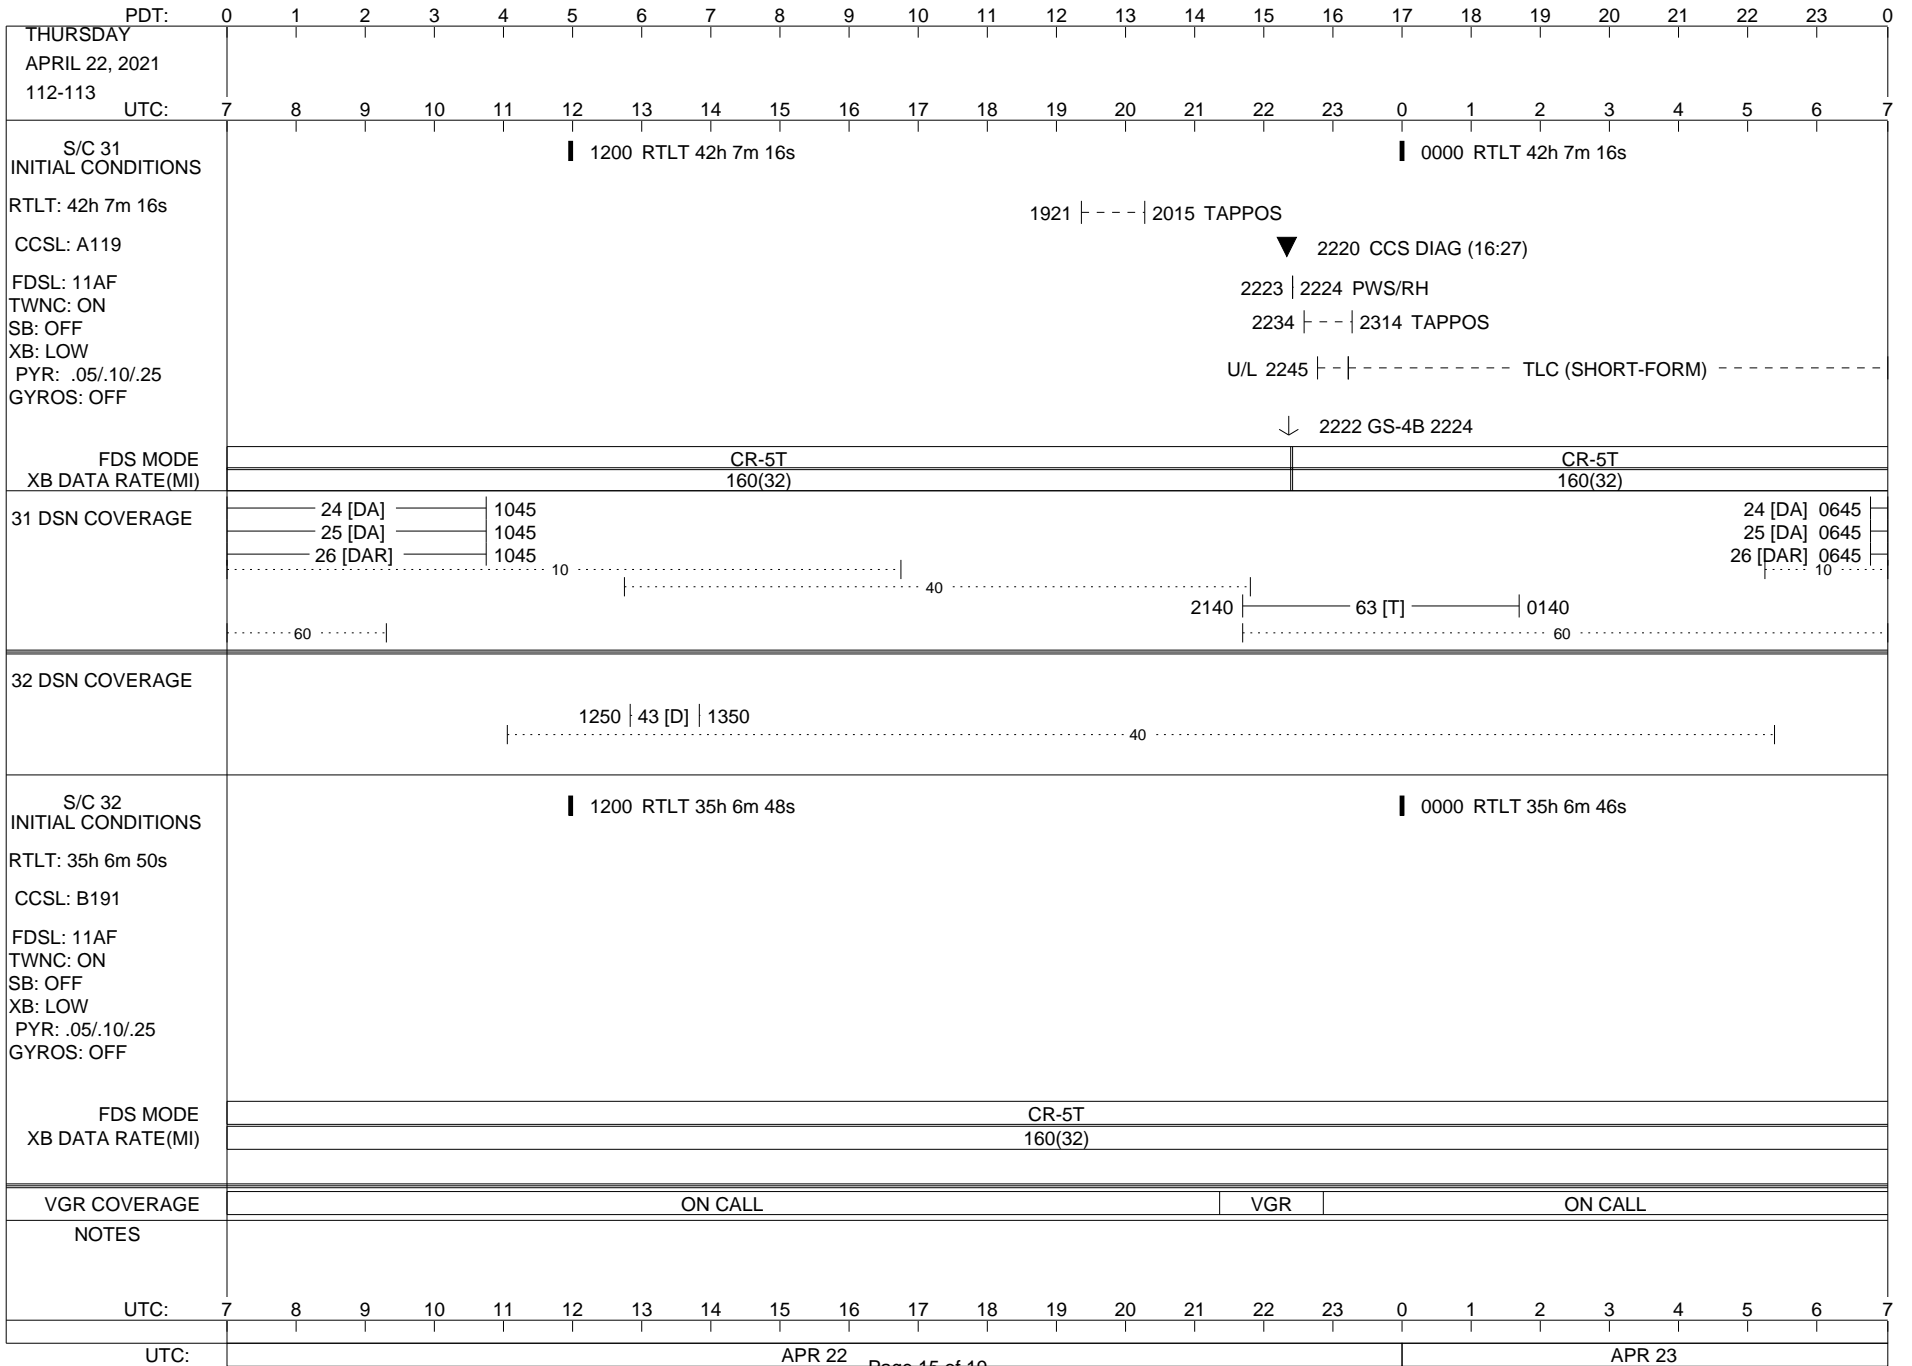 PDT: 0 1 2 3 4 5 6 7 8 9 10 11 12 13 14 15 16 17 18 19 20 21 22 23 0
THURSDAY
APRIL 22, 2021
112-113
UTC: 7 8 9 10 11 12 13 14 15 16 17 18 19 20 21 22 23 0 1 2 3 4 5 6 7
S/C 31
INITIAL CONDITIONS
1200 RTLT 42h 7m 16s
0000 RTLT 42h 7m 16s
RTLT: 42h 7m 16s
1921 2015 TAPPOS
CCSL: A119
2220 CCS DIAG (16:27)
FDSL: 11AF
2223 2224 PWS/RH
TWNC: ON
SB: OFF
2234 2314 TAPPOS
XB: LOW
PYR: .05/.10/.25
U/L 2245 TLC (SHORT-FORM)
GYROS: OFF
2222 GS-4B 2224
FDS MODE CR-5T CR-5T
XB DATA RATE(MI) 160(32) 160(32)
31 DSN COVERAGE
24 [DA] 1045 24 [DA] 0645
25 [DA] 1045 25 [DA] 0645
26 [DAR] 1045 26 [DAR] 0645
10 10
40
2140 63 [T] 0140
60 60
32 DSN COVERAGE
1250 43 [D] 1350
40
S/C 32
INITIAL CONDITIONS
1200 RTLT 35h 6m 48s
0000 RTLT 35h 6m 46s
RTLT: 35h 6m 50s
CCSL: B191
FDSL: 11AF
TWNC: ON
SB: OFF
XB: LOW
PYR: .05/.10/.25
GYROS: OFF
FDS MODE CR-5T
XB DATA RATE(MI) 160(32)
VGR COVERAGE ON CALL VGR ON CALL
NOTES
UTC: 7 8 9 10 11 12 13 14 15 16 17 18 19 20 21 22 23 0 1 2 3 4 5 6 7
UTC: APR 22 APR 23
Page 15 of 19